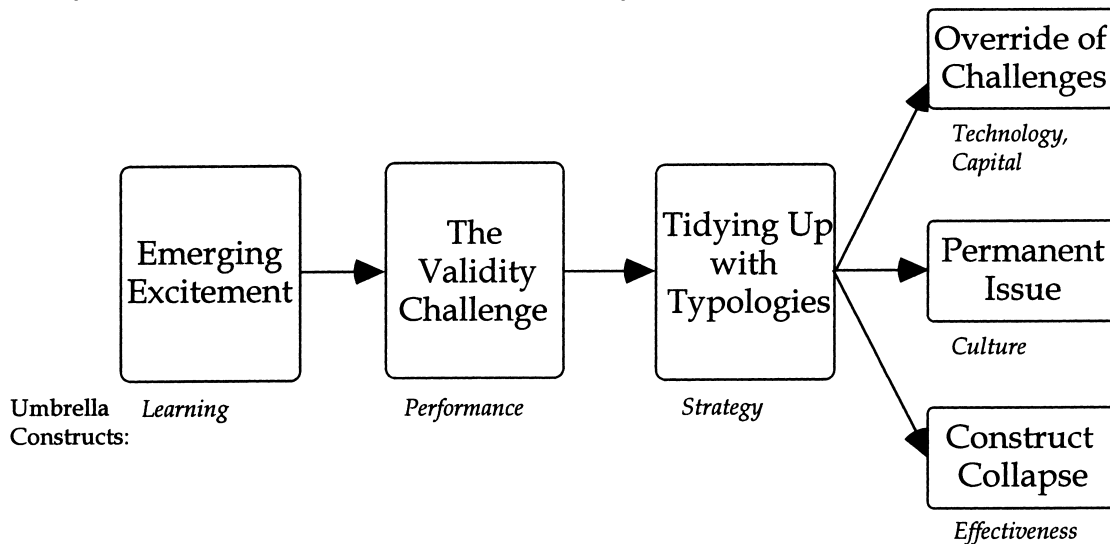 Emerging
Excitement
The
Validity
Challenge
Tidying Up
with
Typologies
Override of
Challenges
Technology,
Capital
Permanent
Issue
Culture
Construct
Collapse
Effectiveness
Umbrella
Constructs:
Learning
Performance
Strategy